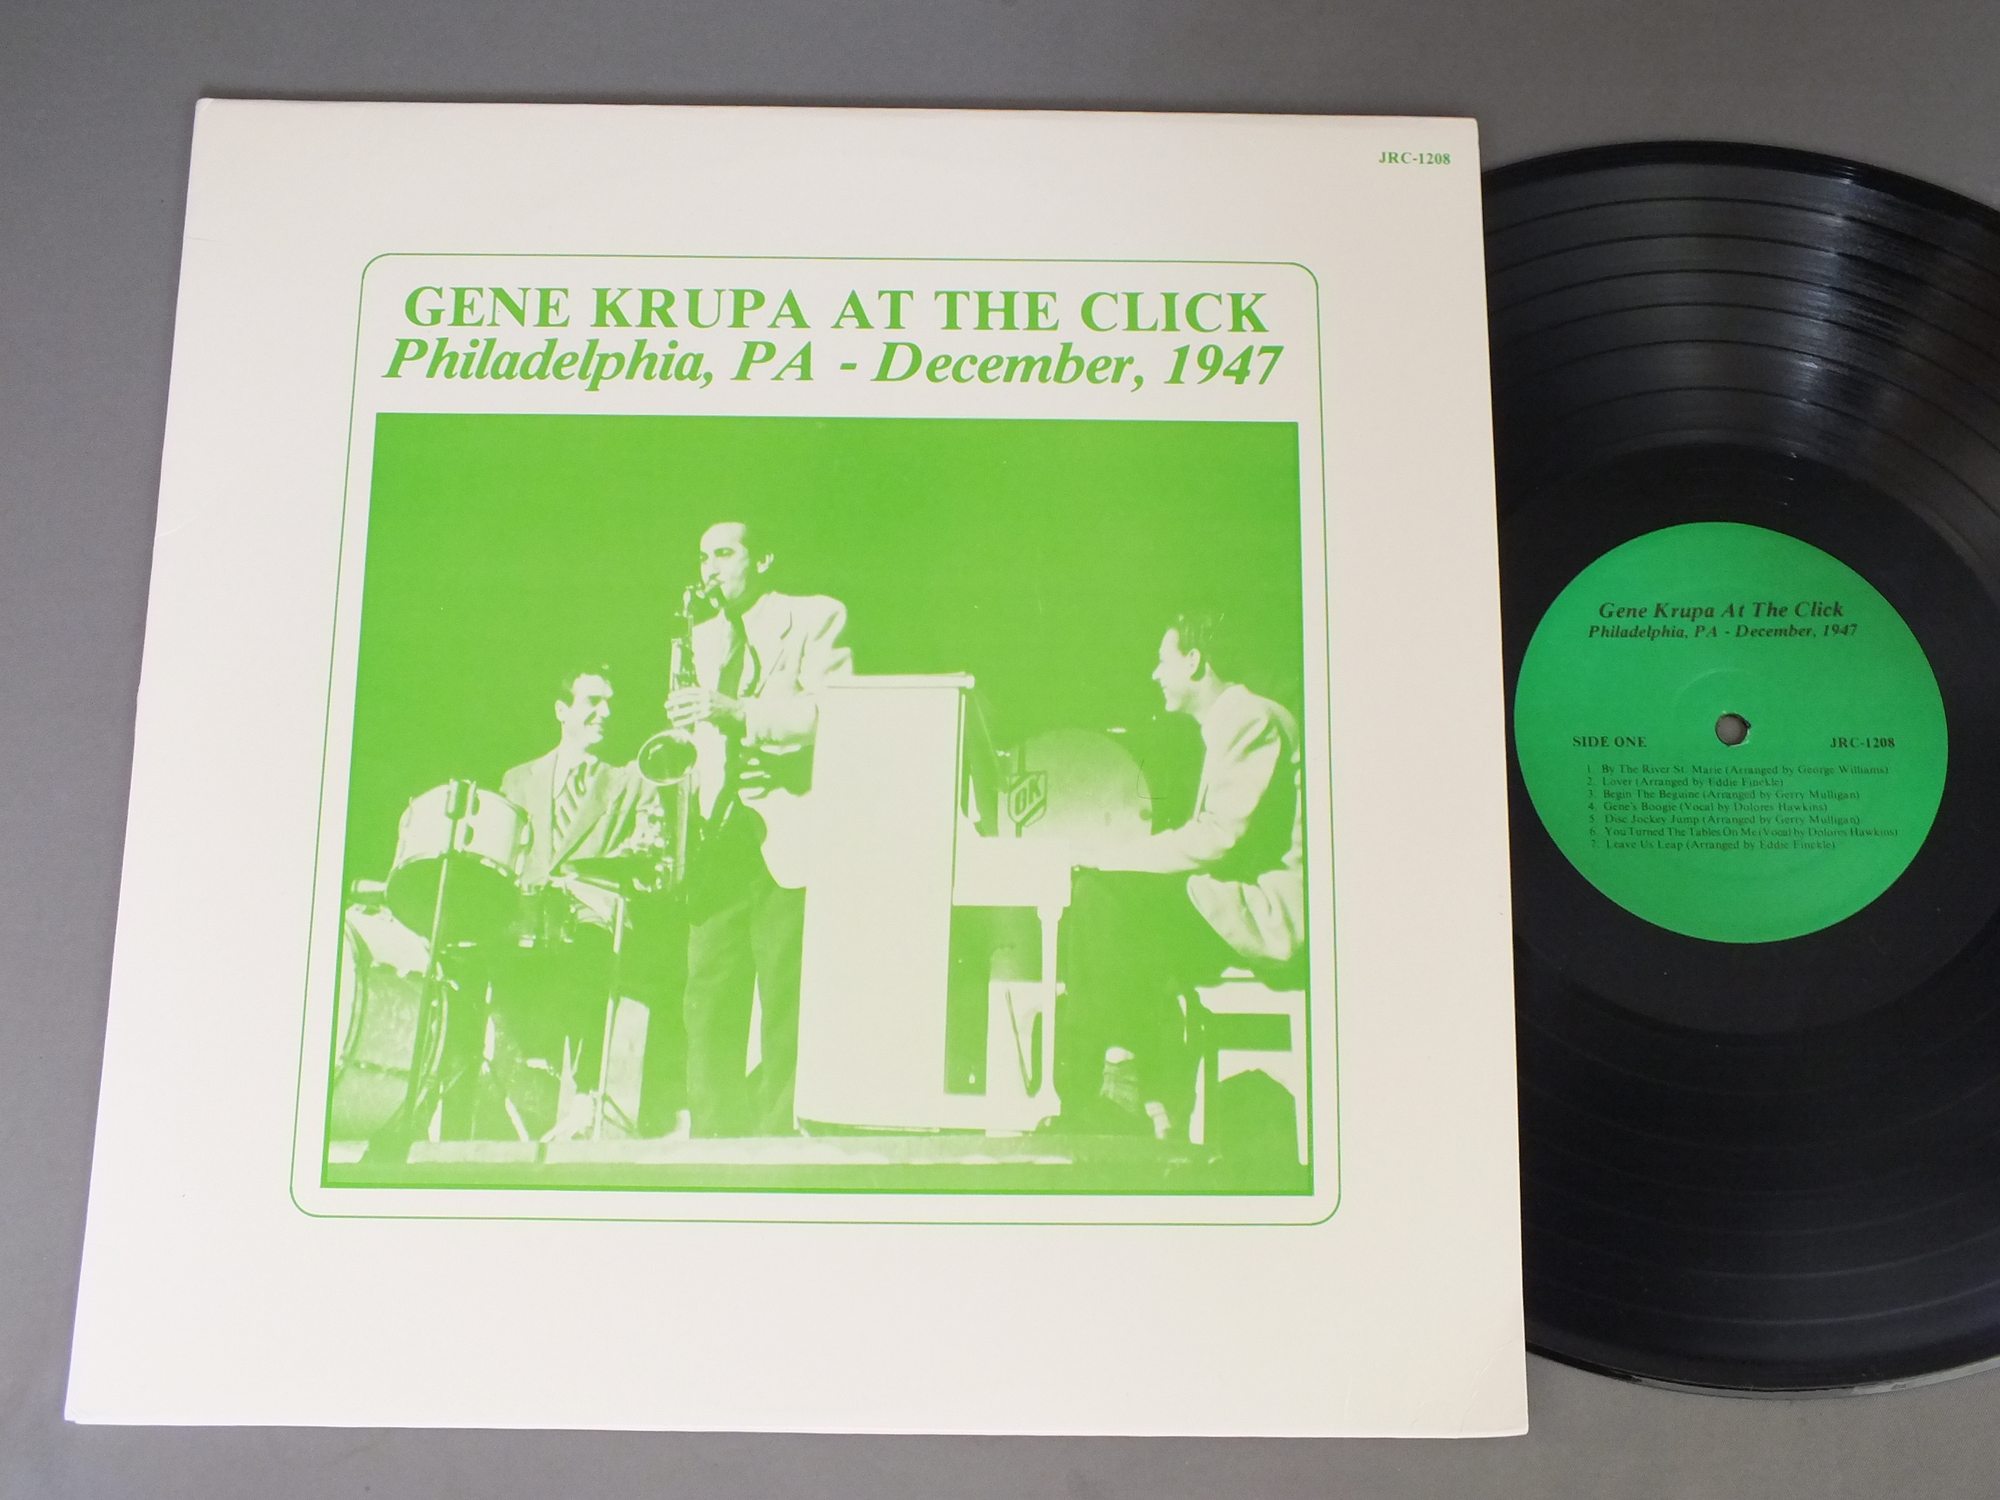 JRC-1208
GENE KRUPA AT THE CLICK
Philadelphia, PA - December, 1947
GK
Gene Krupa At The Click
Philadelphia, PA - December, 1947
SIDE ONE JRC-1208
1. By The River St. Marie (Arranged by George Williams)
2. Lover (Arranged by Eddie Finckle)
3. Begin The Beguine (Arranged by Gerry Mulligan)
4. Gene's Boogie (Vocal by Dolores Hawkins)
5. Disc Jockey Jump (Arranged by Gerry Mulligan)
6. You Turned The Tables On Me (Vocal by Dolores Hawkins)
7. Leave Us Leap (Arranged by Eddie Finckle)